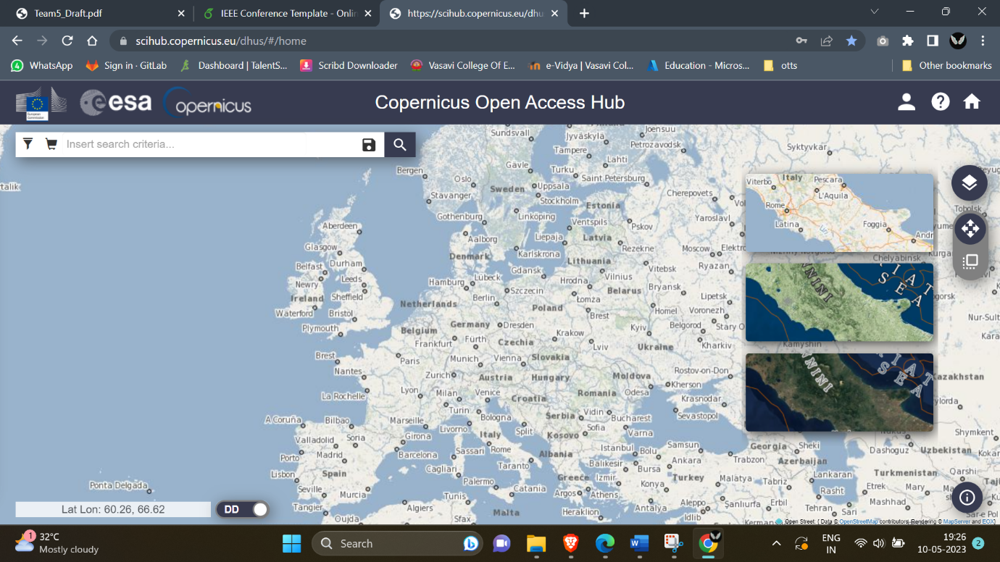 Team5_Draft.pdf
IEEE Conference Template - Onlin
https://scihub.copernicus.eu/dhu
scihub.copernicus.eu/dhus/#/home
WhatsApp
Sign in · GitLab
Dashboard | TalentS...
Scribd Downloader
Vasavi College Of E...
e-Vidya | Vasavi Col...
Education - Micros...
otts
Other bookmarks
European Commission
esa
opernicus
Copernicus Open Access Hub
Insert search criteria...
Sundsvall
Jyväskylä
Joensuu
Petrozavodsk
Syktyvkar
Tampere
Lahti
Gävle
Turku
Saint Petersburg
Bergen
Oslo
Uppsala
Sweden
Stockholm
Stavanger
Estonia
Cherepovets
Vol
talik
Tobolsk
Gothenburg
Linköping
Ventspils
Pskov
Yaroslavl
Aberdeen
Aalborg
Liepaja
Latvia
Rezekne
Moscow
Elektro
Glasgow
Denmark
Karlskrona
Lithuania
Chelyabinsk
Kurga
Belfast
Durham
Gdansk
Vitebsk
Ryazan
Newry
Leeds
Hamburg
Lübeck
Hrodna
Vilnius
Ireland
Sheffield
Szczecin
Lomza
Belarus
Bryansk
Lipetsk
Waterford
Bristol
Netherlands
Berlin
Poland
Brest
Homel
Voronezh
Plymouth
Germany
Dresden
Kyiv
Belgorod
Stary O
Nur-Sult
Belgium
Frankfurt
Fürth
Czechia
Krakow
Lviv
Ukraine
Kharkiv
Kamyshin
Kara
Brest
Paris
Munich
Vienna
Slovakia
Nantes
Zurich
Austria
Hungary
Moldova
Rostov-on-Don
Kazakhstan
La Rochelle
Lyon
Milan
Venice
Croatia
Romania
Odesa
Kherson
Krasnodar
Turin
Bologna
Serbia
Vidin
Bucharest
Sevastopol
A Coruña
Bilbao
Marseille
Livorno
Split
Sofia
Shymkent
Valladolid
Soria
Girona
Italy
Kosovo
Varna
Porto
Madrid
Barcelona
Sassari
Rome
Albania
Istanbul
Bolu
Samsun
Georgia
Sheki
Dashoguz
Uzbekistan
Lisbon
Spain
Cagliari
Taranto
Balıkesir
Ankara
Trabzon
Azerbaijan
Ponta Delgada
Seville
Murcia
Palermo
Catania
Greece
Izmir
Bursa
Konya
Turkey
Malatya
Tabriz
Lankaran
Turkmenistan
Qarshi
Tangier
Oujda
Algiers
Tunis
Sfax
Malta
Argos
Athens
Heraklion
Antalya
Aleppo
Idlib
Şanlıurfa
Kerman
Erbil
Rasht
Tehran
Sari
Etrek
Mary
Mashhad
Viterbo
Italy
Pescara
L'Aquila
Rome
Latina
Foggia
Andr
NNINI
IAT
SEA
NNINI
IAT
SEA
Lat Lon: 60.26, 66.62
DD
Open Street. { Data © OpenStreetMap contributors, Rendering © MapServer and EOX}
1
32°C
Mostly cloudy
Search
ENG
IN
19:26
10-05-2023
2